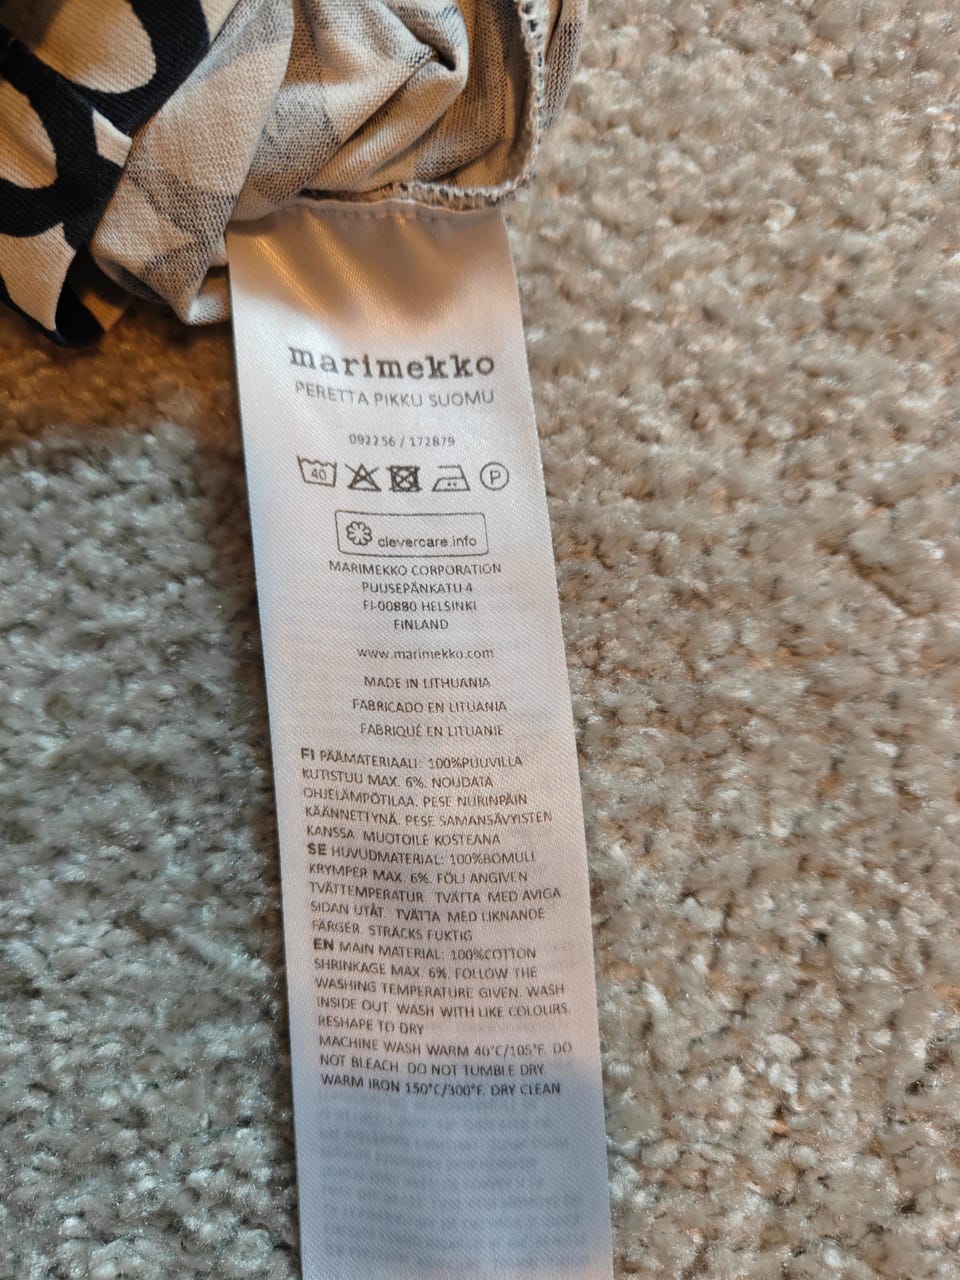 marimekko
PERETTA PIKKU SUOMU
092256 / 172879
40 P
clevercare.info
MARIMEKKO CORPORATION
PUUSEPÄNKATU 4
FI-00880 HELSINKI
FINLAND
www.marimekko.com
MADE IN LITHUANIA
FABRICADO EN LITUANIA
FABRIQUÉ EN LITUANIE
FI PÄÄMATERIAALI: 100%PUUVILLA
KUTISTUU MAX. 6%. NOUDATA
OHJELÄMPÖTILAA. PESE NURINPÄIN
KÄÄNNETTYNÄ. PESE SAMANSÄVYISTEN
KANSSA. MUOTOILE KOSTEANA
SE HUVUDMATERIAL: 100%BOMULL
KRYMPER MAX. 6%. FÖLJ ANGIVEN
TVÄTTEMPERATUR. TVÄTTA MED AVIGA
SIDAN UTÅT. TVÄTTA MED LIKNANDE
FÄRGER. STRÄCKS FUKTIG
EN MAIN MATERIAL: 100%COTTON
SHRINKAGE MAX. 6%. FOLLOW THE
WASHING TEMPERATURE GIVEN. WASH
INSIDE OUT. WASH WITH LIKE COLOURS.
RESHAPE TO DRY
MACHINE WASH WARM 40°C/105°F. DO
NOT BLEACH. DO NOT TUMBLE DRY.
WARM IRON 150°C/300°F. DRY CLEAN